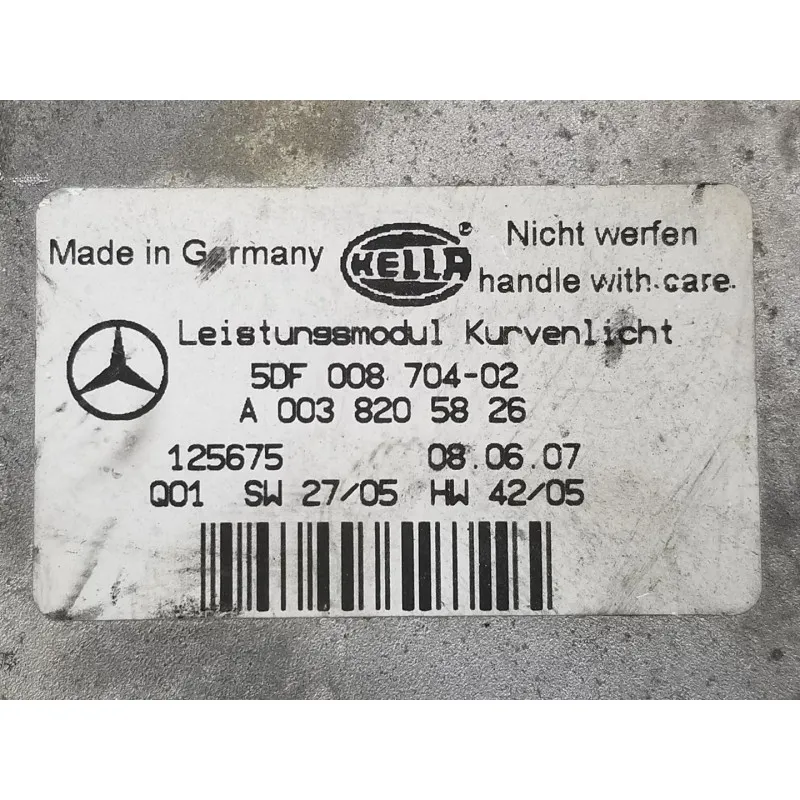 Made in Germany
HELLA®
Nicht werfen
handle with care
Leistungsmodul Kurvenlicht
5DF 008 704-02
A 003 820 58 26
125675 08.06.07
Q01 SW 27/05 HW 42/05